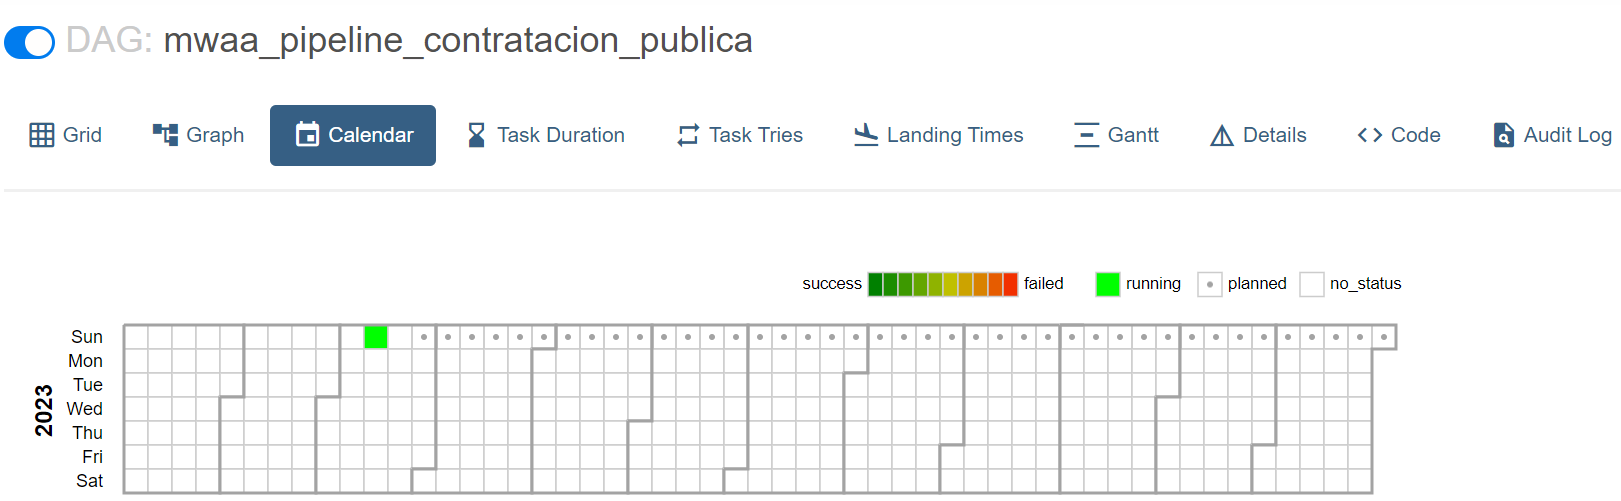 DAG: mwaa_pipeline_contratacion_publica
Grid Graph Calendar Task Duration Task Tries Landing Times Gantt Details Code Audit Log
success failed running planned no_status
2023
Sun
Mon
Tue
Wed
Thu
Fri
Sat